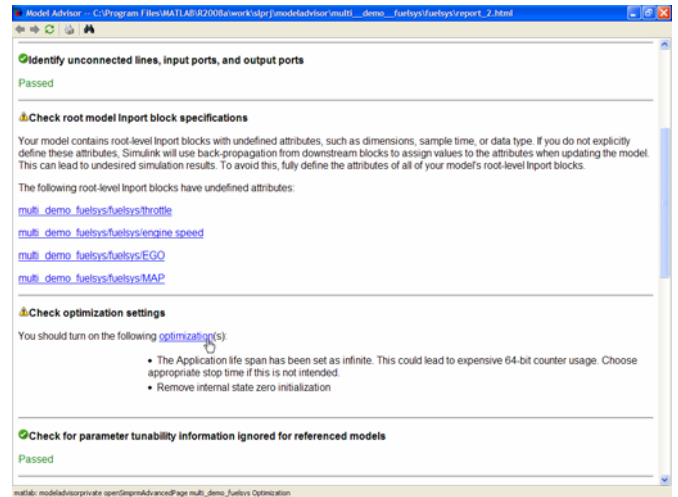 Model Advisor -- C:\Program Files\MATLAB\R2008a\work\slprj\modeladvisor\multi__demo__fuelsys\fuelsys\report_2.html
Identify unconnected lines, input ports, and output ports
Passed
Check root model Inport block specifications
Your model contains root-level Inport blocks with undefined attributes, such as dimensions, sample time, or data type. If you do not explicitly
define these attributes, Simulink will use back-propagation from downstream blocks to assign values to the attributes when updating the model.
This can lead to undesired simulation results. To avoid this, fully define the attributes of all of your model's root-level Inport blocks.
The following root-level Inport blocks have undefined attributes:
multi_demo_fuelsys/fuelsys/throttle
multi_demo_fuelsys/fuelsys/engine speed
multi_demo_fuelsys/fuelsys/EGO
multi_demo_fuelsys/fuelsys/MAP
Check optimization settings
You should turn on the following optimization(s):
• The Application life span has been set as infinite. This could lead to expensive 64-bit counter usage. Choose
appropriate stop time if this is not intended.
• Remove internal state zero initialization
Check for parameter tunability information ignored for referenced models
Passed
matlab: modeladvisorprivate openSimprmAdvancedPage multi_demo_fuelsys Optimization